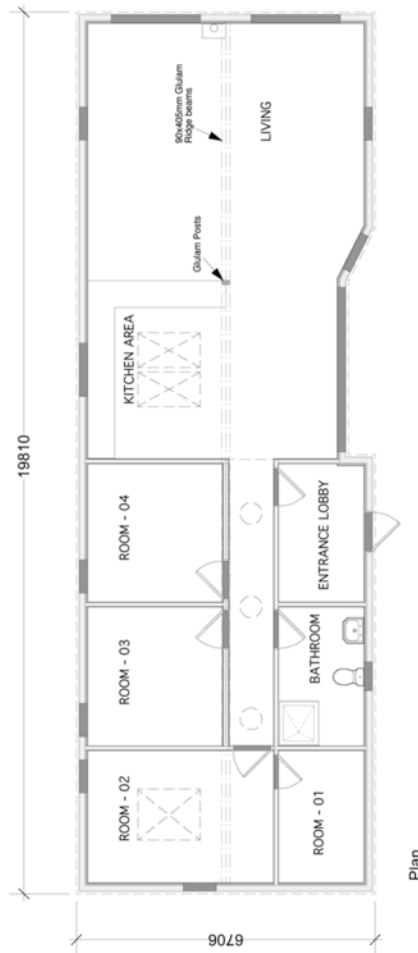 19810
6706
ROOM - 02
ROOM - 03
ROOM - 04
KITCHEN AREA
Glulam Posts
90x405mm Glulam
Ridge beams
LIVING
ROOM - 01
BATHROOM
ENTRANCE LOBBY
Plan